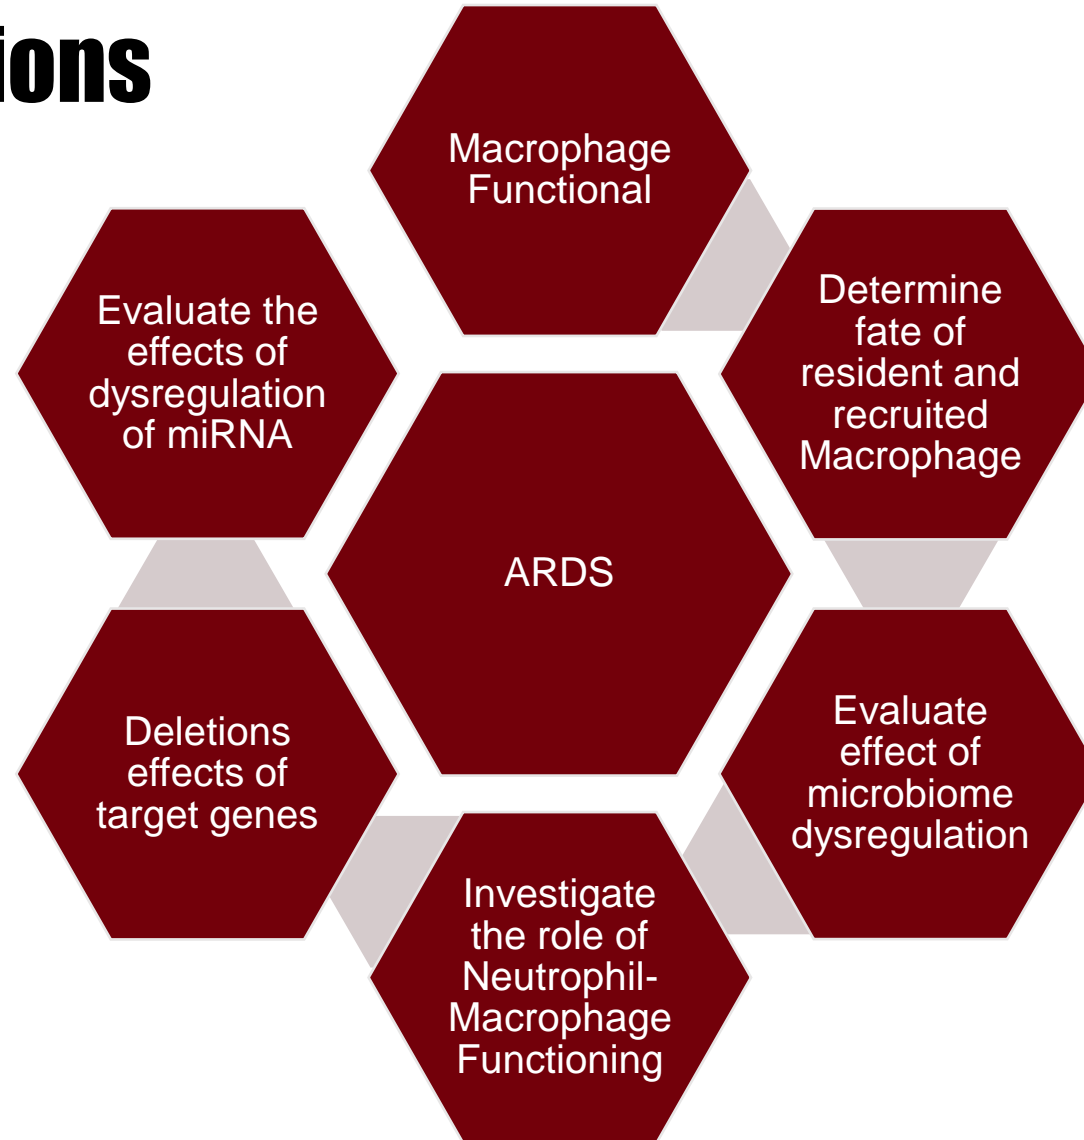 ions
Macrophage
Functional
Determine
fate of
resident and
recruited
Macrophage
Evaluate the
effects of
dysregulation
of miRNA
ARDS
Evaluate
effect of
microbiome
dysregulation
Deletions
effects of
target genes
Investigate
the role of
Neutrophil-
Macrophage
Functioning